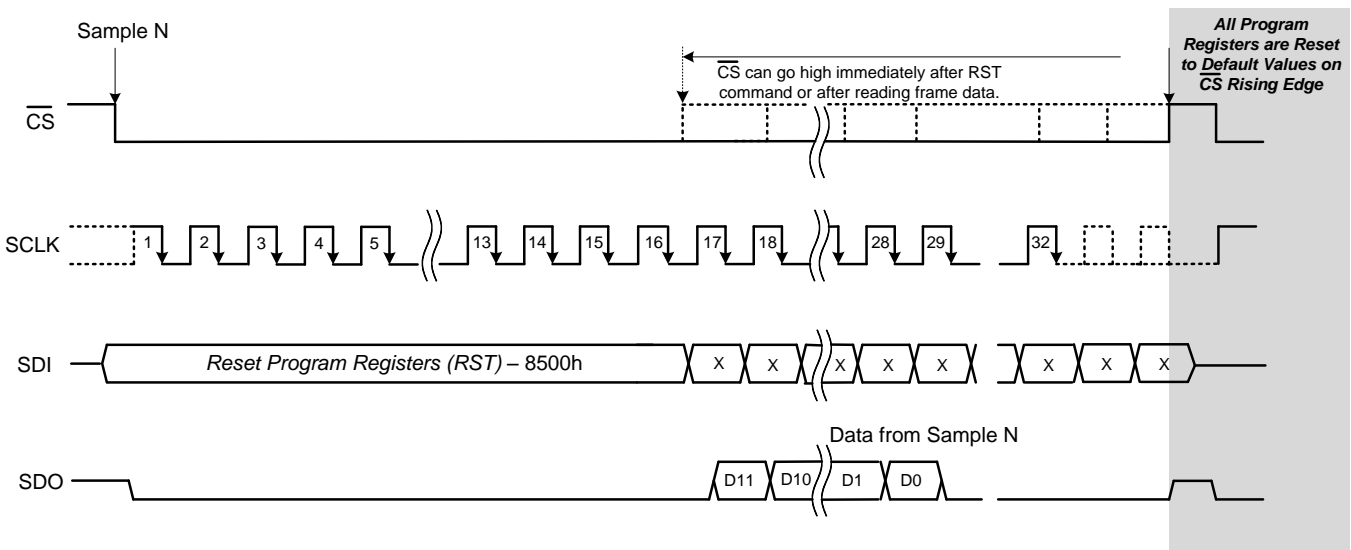 Sample N
All Program
Registers are Reset
to Default Values on
CS Rising Edge
CS can go high immediately after RST
command or after reading frame data.
CS
SCLK
1 2 3 4 5 13 14 15 16 17 18 28 29 32
SDI
Reset Program Registers (RST) – 8500h
X X X X X X X X
Data from Sample N
SDO
D11 D10 D1 D0